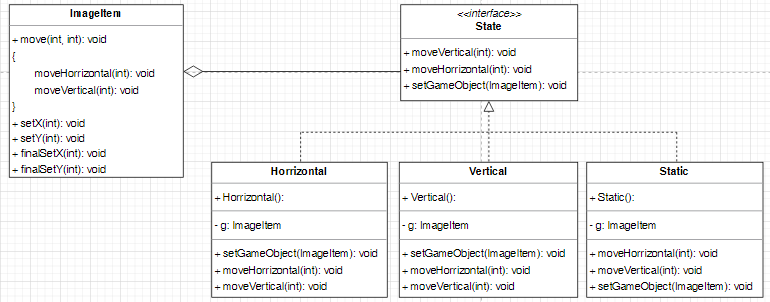 ImageItem
+ move(int, int): void
{
moveHorrizontal(int): void
moveVertical(int): void
}
+ setX(int): void
+ setY(int): void
+ finalSetX(int): void
+ finalSetY(int): void
<<interface>>
State
+ moveVertical(int): void
+ moveHorrizontal(int): void
+ setGameObject(ImageItem): void
Horrizontal
+ Horrizontal():
- g: ImageItem
+ setGameObject(ImageItem): void
+ moveHorrizontal(int): void
+ moveVertical(int): void
Vertical
+ Vertical():
- g: ImageItem
+ setGameObject(ImageItem): void
+ moveHorrizontal(int): void
+ moveVertical(int): void
Static
+ Static():
- g: ImageItem
+ moveHorrizontal(int): void
+ moveVertical(int): void
+ setGameObject(ImageItem): void